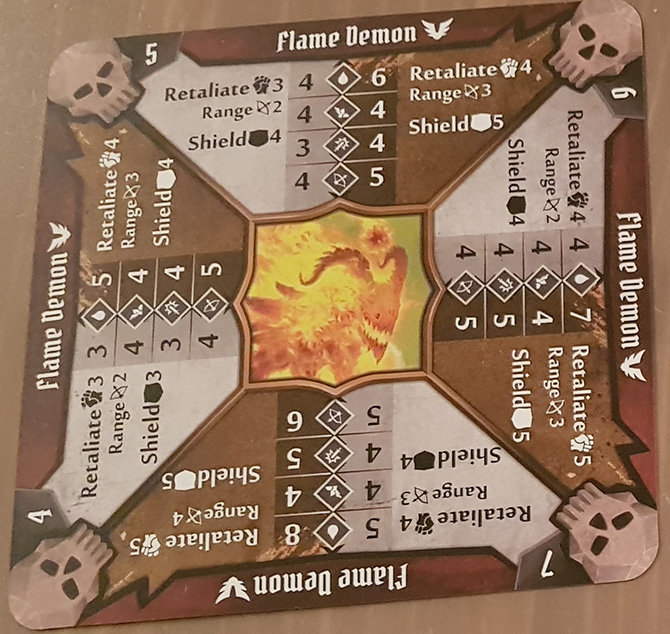 5
Flame Demon
Retaliate 3
Range 2
Shield 4
4 6
4 4
3 4
4 5
Retaliate 4
Range 3
Shield 5
6
Flame Demon
Retaliate 4
Range 2
Shield 4
4 7
4 4
4 5
4 5
Retaliate 5
Range 3
Shield 5
7
Flame Demon
Retaliate 4
Range 3
Shield 4
5 8
4 4
4 5
5 6
Retaliate 5
Range 4
Shield 5
4
Flame Demon
Retaliate 3
Range 2
Shield 3
3 5
4 4
3 4
4 5
Retaliate 4
Range 3
Shield 4